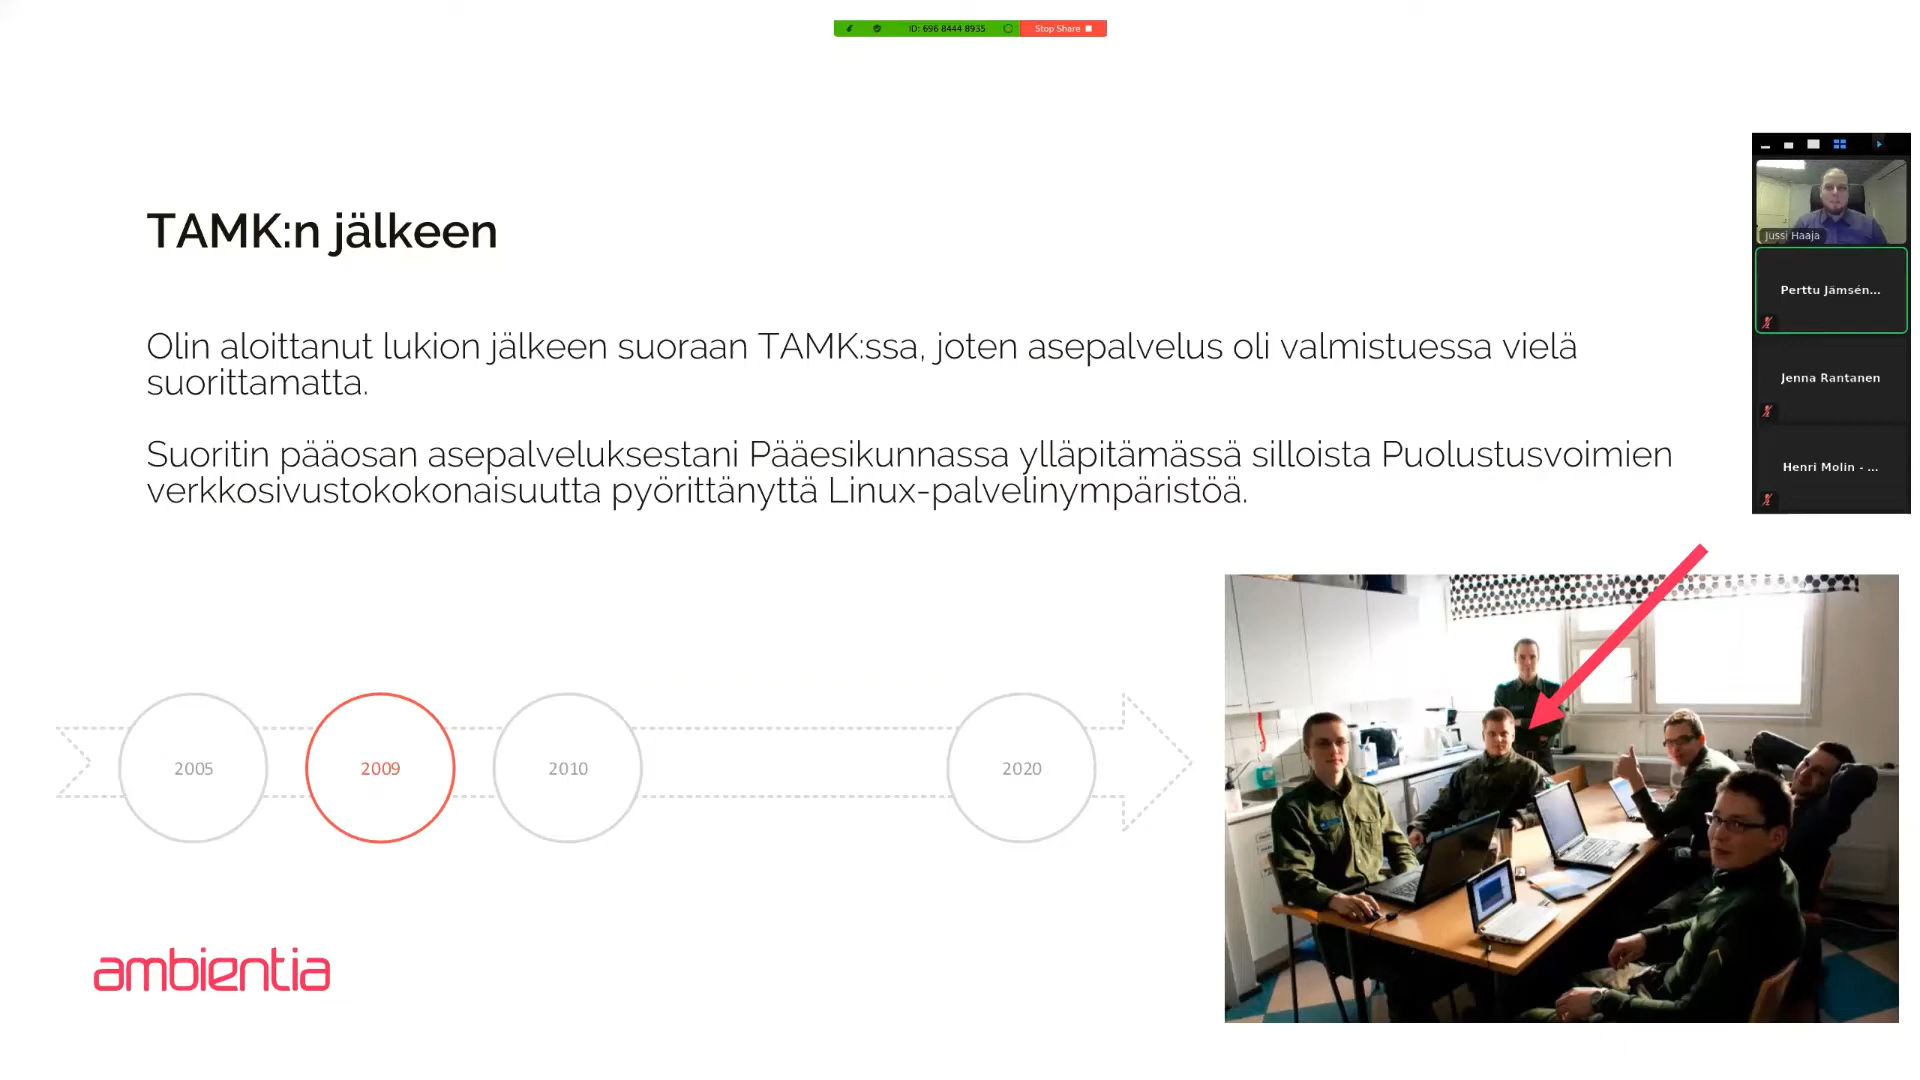 ID: 696 8444 8935
Stop Share
TAMK:n jälkeen
Olin aloittanut lukion jälkeen suoraan TAMK:ssa, joten asepalvelus oli valmistuessa vielä
suorittamatta.
Suoritin pääosan asepalveluksestani Pääesikunnassa ylläpitämässä silloista Puolustusvoimien
verkkosivustokokonaisuutta pyörittänyttä Linux-palvelinympäristöä.
Jussi Haaja
Perttu Jämsén...
Jenna Rantanen
Henri Molin - ...
2005
2009
2010
2020
ambientia